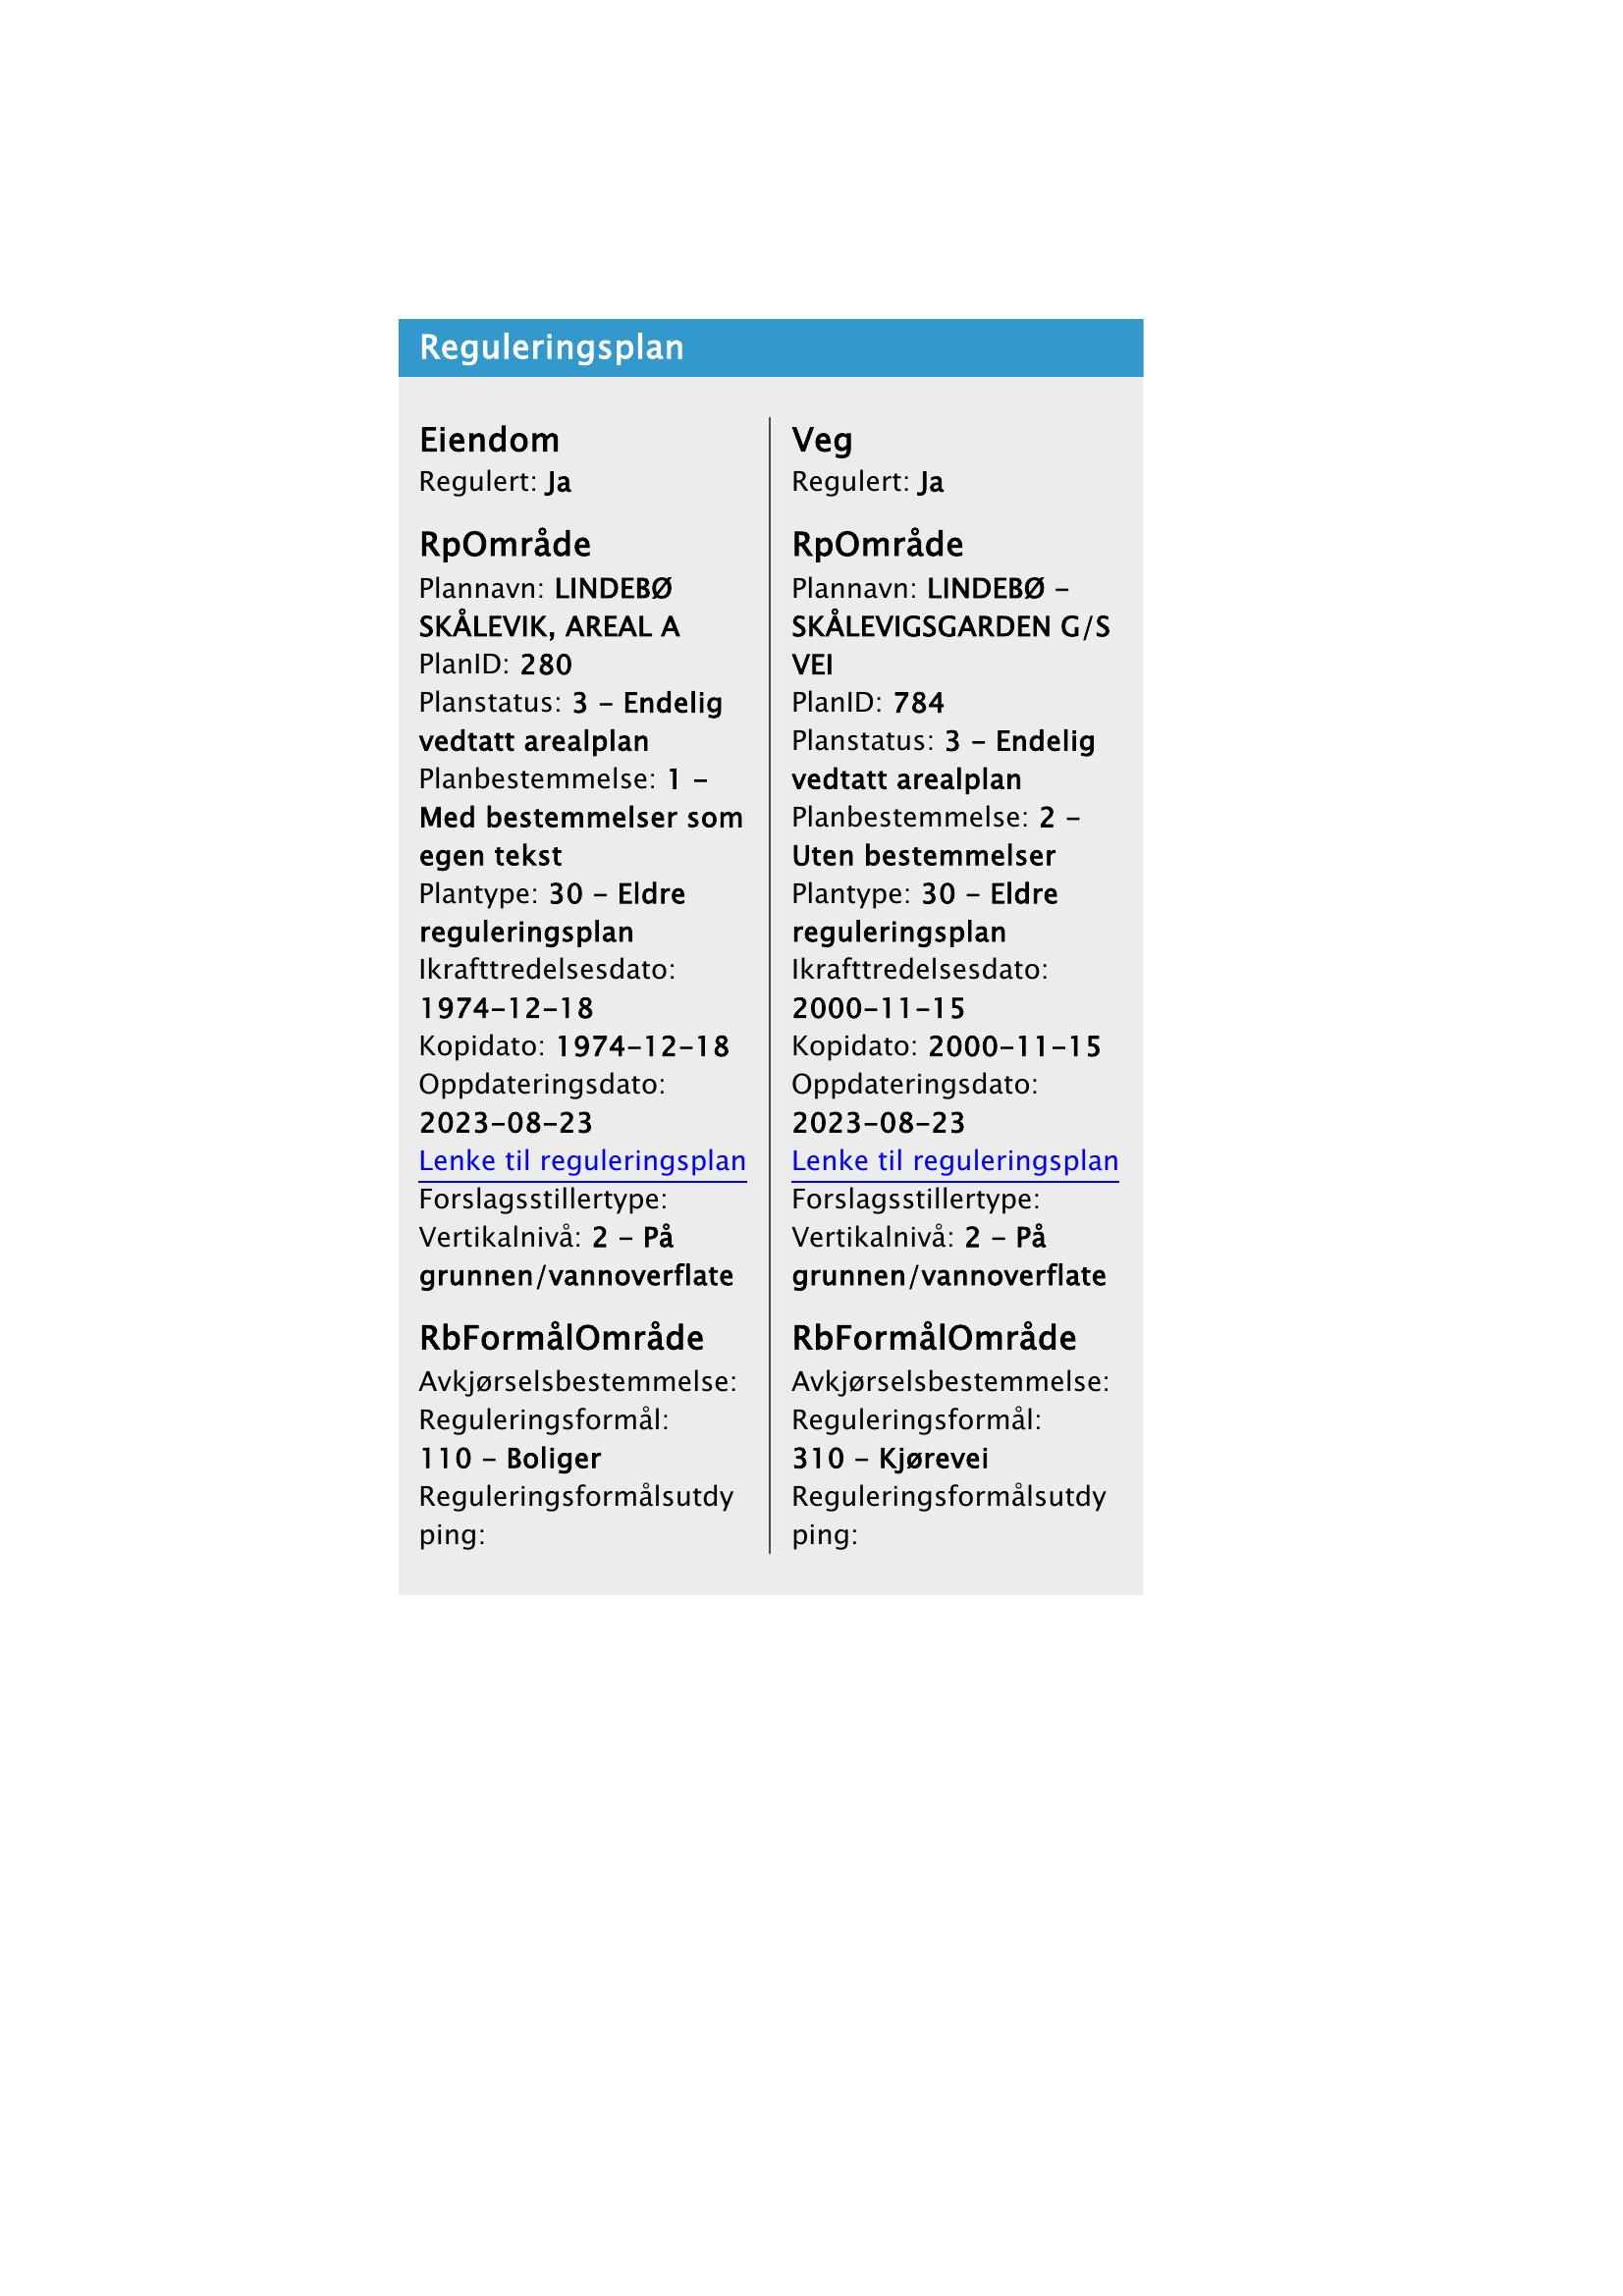 Reguleringsplan
Eiendom
Regulert: Ja
RpOmråde
Plannavn: LINDEBØ
SKÅLEVIK, AREAL A
PlanID: 280
Planstatus: 3 - Endelig
vedtatt arealplan
Planbestemmelse: 1 -
Med bestemmelser som
egen tekst
Plantype: 30 - Eldre
reguleringsplan
Ikrafttredelsesdato:
1974-12-18
Kopidato: 1974-12-18
Oppdateringsdato:
2023-08-23
Lenke til reguleringsplan
Forslagsstillertype:
Vertikalnivå: 2 - På
grunnen/vannoverflate
RbFormålOmråde
Avkjørselsbestemmelse:
Reguleringsformål:
110 - Boliger
Reguleringsformålsutdy
ping:
Veg
Regulert: Ja
RpOmråde
Plannavn: LINDEBØ -
SKÅLEVIGSGARDEN G/S
VEI
PlanID: 784
Planstatus: 3 - Endelig
vedtatt arealplan
Planbestemmelse: 2 -
Uten bestemmelser
Plantype: 30 - Eldre
reguleringsplan
Ikrafttredelsesdato:
2000-11-15
Kopidato: 2000-11-15
Oppdateringsdato:
2023-08-23
Lenke til reguleringsplan
Forslagsstillertype:
Vertikalnivå: 2 - På
grunnen/vannoverflate
RbFormålOmråde
Avkjørselsbestemmelse:
Reguleringsformål:
310 - Kjørevei
Reguleringsformålsutdy
ping: